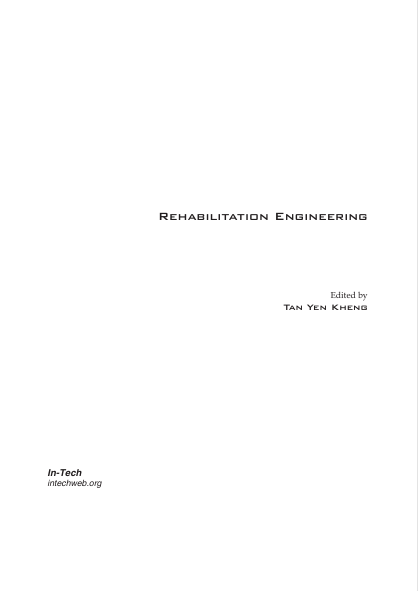 Rehabilitation Engineering
Edited by
Tan Yen Kheng
In-Tech
intechweb.org